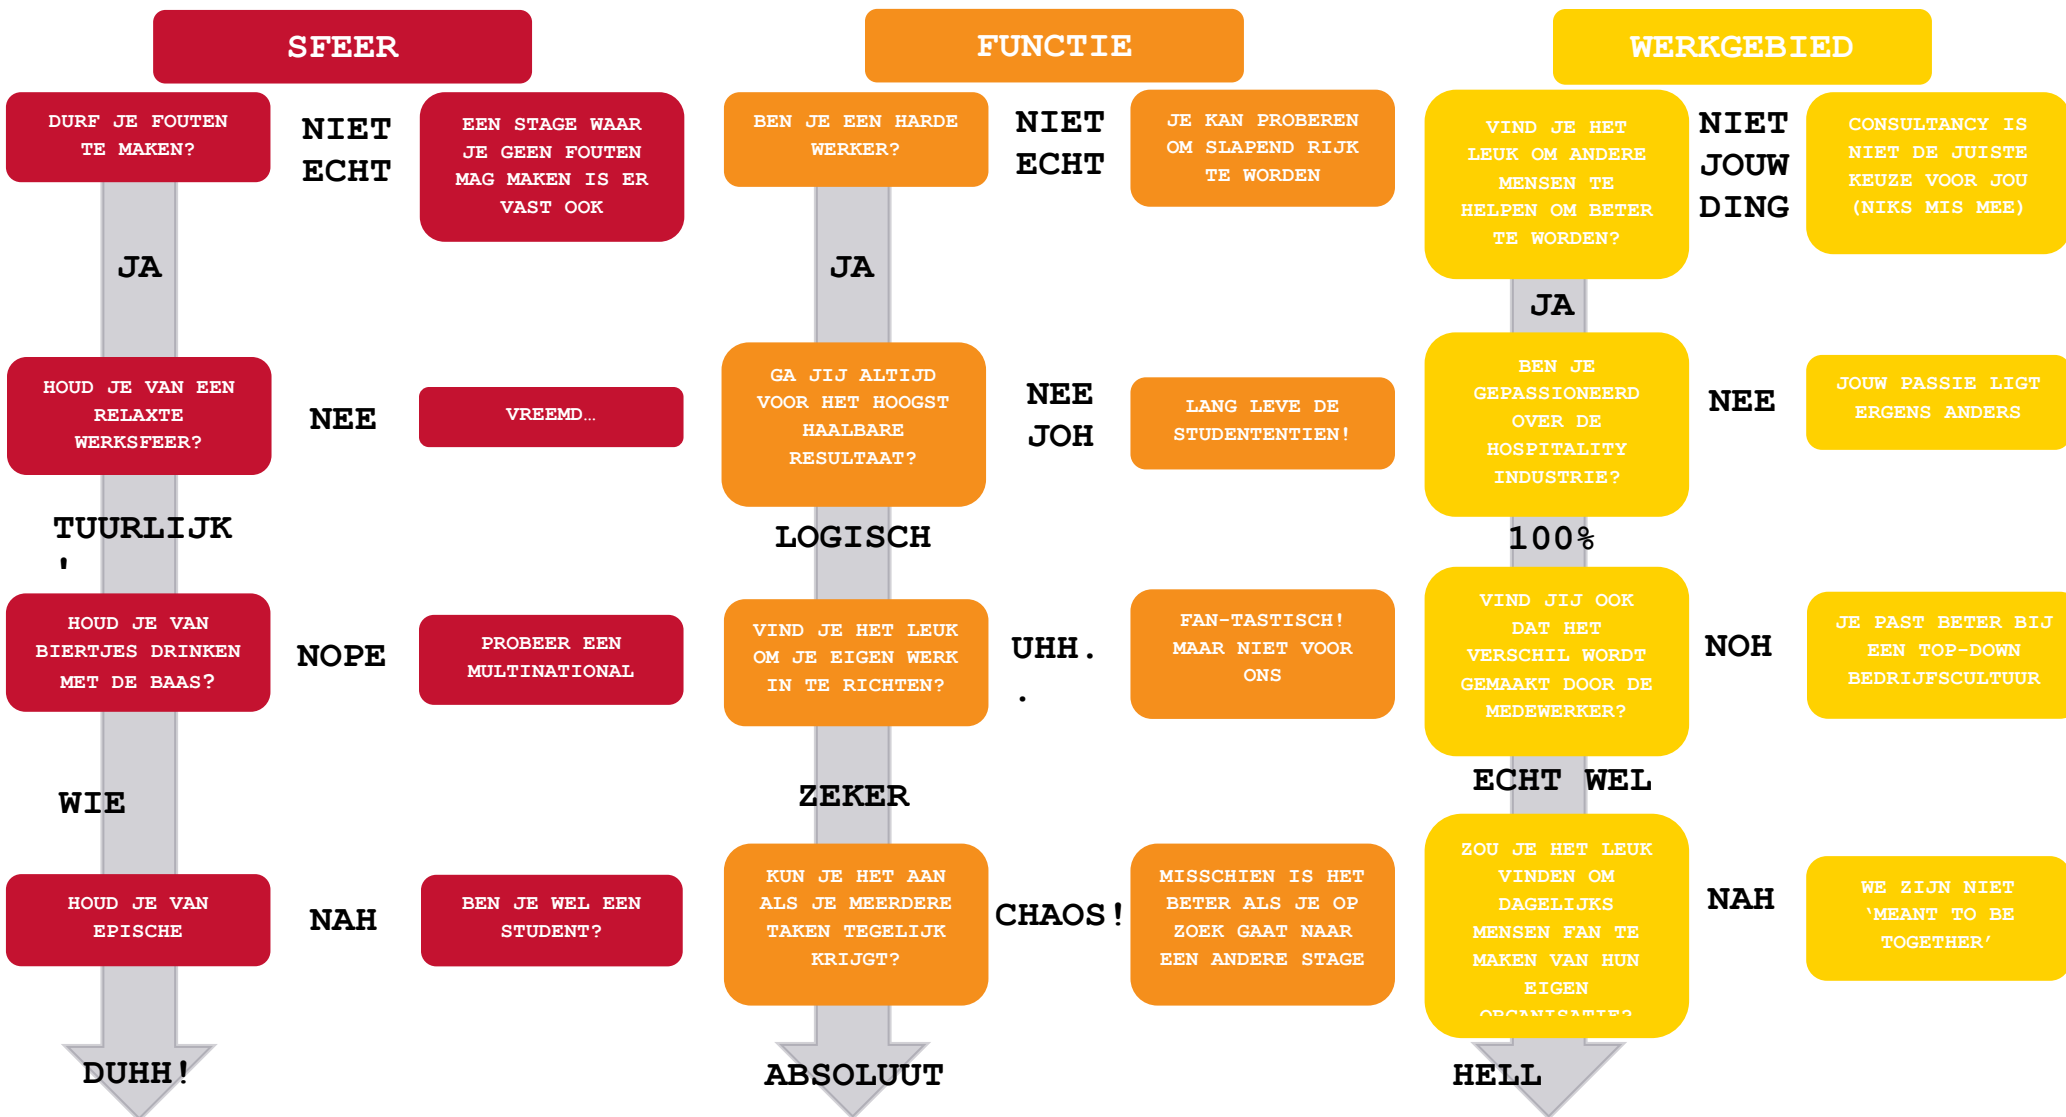 SFEER
DURF JE FOUTEN
TE MAKEN?
NIET
ECHT
EEN STAGE WAAR
JE GEEN FOUTEN
MAG MAKEN IS ER
VAST OOK
JA
HOUD JE VAN EEN
RELAXTE
WERKSFEER?
NEE
VREEMD…
TUURLIJK
'
HOUD JE VAN
BIERTJES DRINKEN
MET DE BAAS?
NOPE
PROBEER EEN
MULTINATIONAL
WIE
HOUD JE VAN
EPISCHE
NAH
BEN JE WEL EEN
STUDENT?
DUHH!
FUNCTIE
BEN JE EEN HARDE
WERKER?
NIET
ECHT
JE KAN PROBEREN
OM SLAPEND RIJK
TE WORDEN
JA
GA JIJ ALTIJD
VOOR HET HOOGST
HAALBARE
RESULTAAT?
NEE
JOH
LANG LEVE DE
STUDENTENTIEN!
LOGISCH
VIND JE HET LEUK
OM JE EIGEN WERK
IN TE RICHTEN?
UHH.
.
FAN-TASTISCH!
MAAR NIET VOOR
ONS
ZEKER
KUN JE HET AAN
ALS JE MEERDERE
TAKEN TEGELIJK
KRIJGT?
CHAOS!
MISSCHIEN IS HET
BETER ALS JE OP
ZOEK GAAT NAAR
EEN ANDERE STAGE
ABSOLUUT
WERKGEBIED
VIND JE HET
LEUK OM ANDERE
MENSEN TE
HELPEN OM BETER
TE WORDEN?
NIET
JOUW
DING
CONSULTANCY IS
NIET DE JUISTE
KEUZE VOOR JOU
(NIKS MIS MEE)
JA
BEN JE
GEPASSIONEERD
OVER DE
HOSPITALITY
INDUSTRIE?
NEE
JOUW PASSIE LIGT
ERGENS ANDERS
100%
VIND JIJ OOK
DAT HET
VERSCHIL WORDT
GEMAAKT DOOR DE
MEDEWERKER?
NOH
JE PAST BETER BIJ
EEN TOP-DOWN
BEDRIJFSCULTUUR
ECHT WEL
ZOU JE HET LEUK
VINDEN OM
DAGELIJKS
MENSEN FAN TE
MAKEN VAN HUN
EIGEN
ORGANISATIE?
NAH
WE ZIJN NIET
‘MEANT TO BE
TOGETHER’
HELL